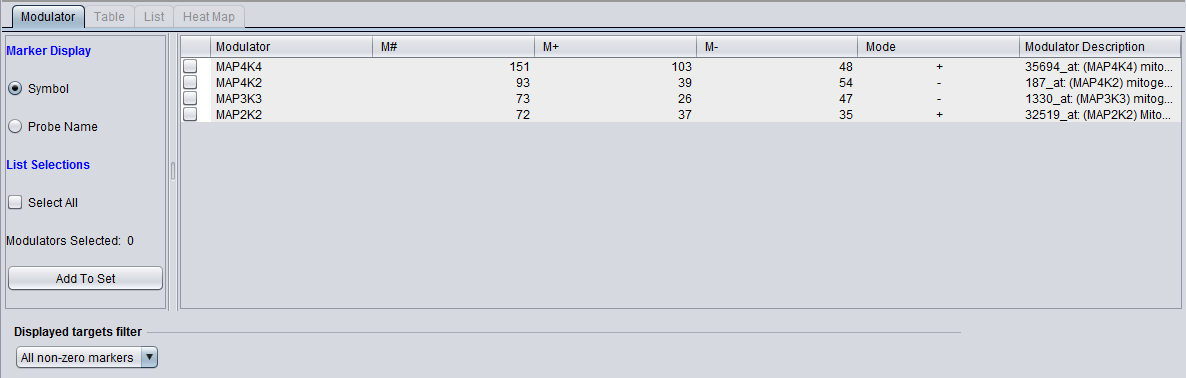 Modulator Table List Heat Map
Marker Display
Symbol
Probe Name
List Selections
Select All
Modulators Selected: 0
Add To Set
Modulator M# M+ M- Mode Modulator Description
MAP4K4 151 103 48 + 35694_at: (MAP4K4) mito...
MAP4K2 93 39 54 - 187_at: (MAP4K2) mitoge...
MAP3K3 73 26 47 - 1330_at: (MAP3K3) mitog...
MAP2K2 72 37 35 + 32519_at: (MAP2K2) Mito...
Displayed targets filter
All non-zero markers